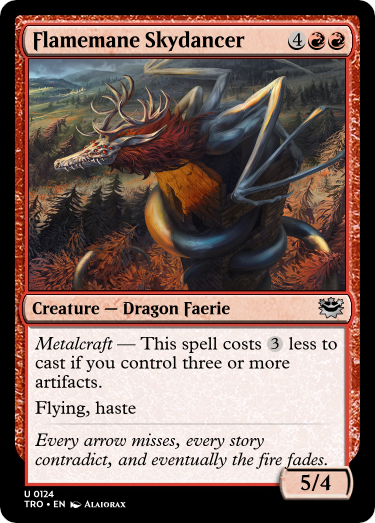 Flamemane Skydancer 4
Creature — Dragon Faerie
Metalcraft — This spell costs 3 less to
cast if you control three or more
artifacts.
Flying, haste
Every arrow misses, every story
contradict, and eventually the fire fades.
5/4
U 0124
TRO • EN Alaiorax